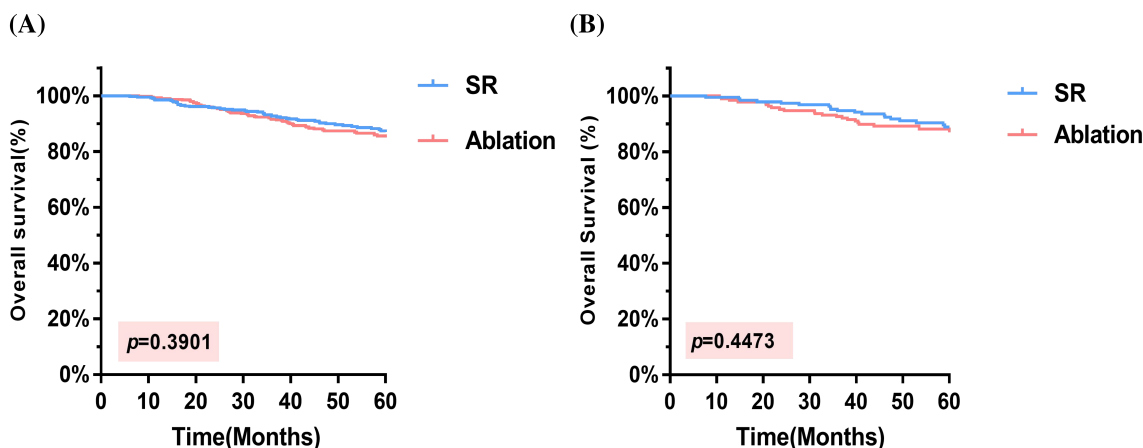 (A)
SR
Ablation
Overall survival(%)
100%
80%
60%
40%
20%
0%
p=0.3901
0 10 20 30 40 50 60
Time(Months)
(B)
SR
Ablation
Overall Survival (%)
100%
80%
60%
40%
20%
0%
p=0.4473
0 10 20 30 40 50 60
Time(Months)